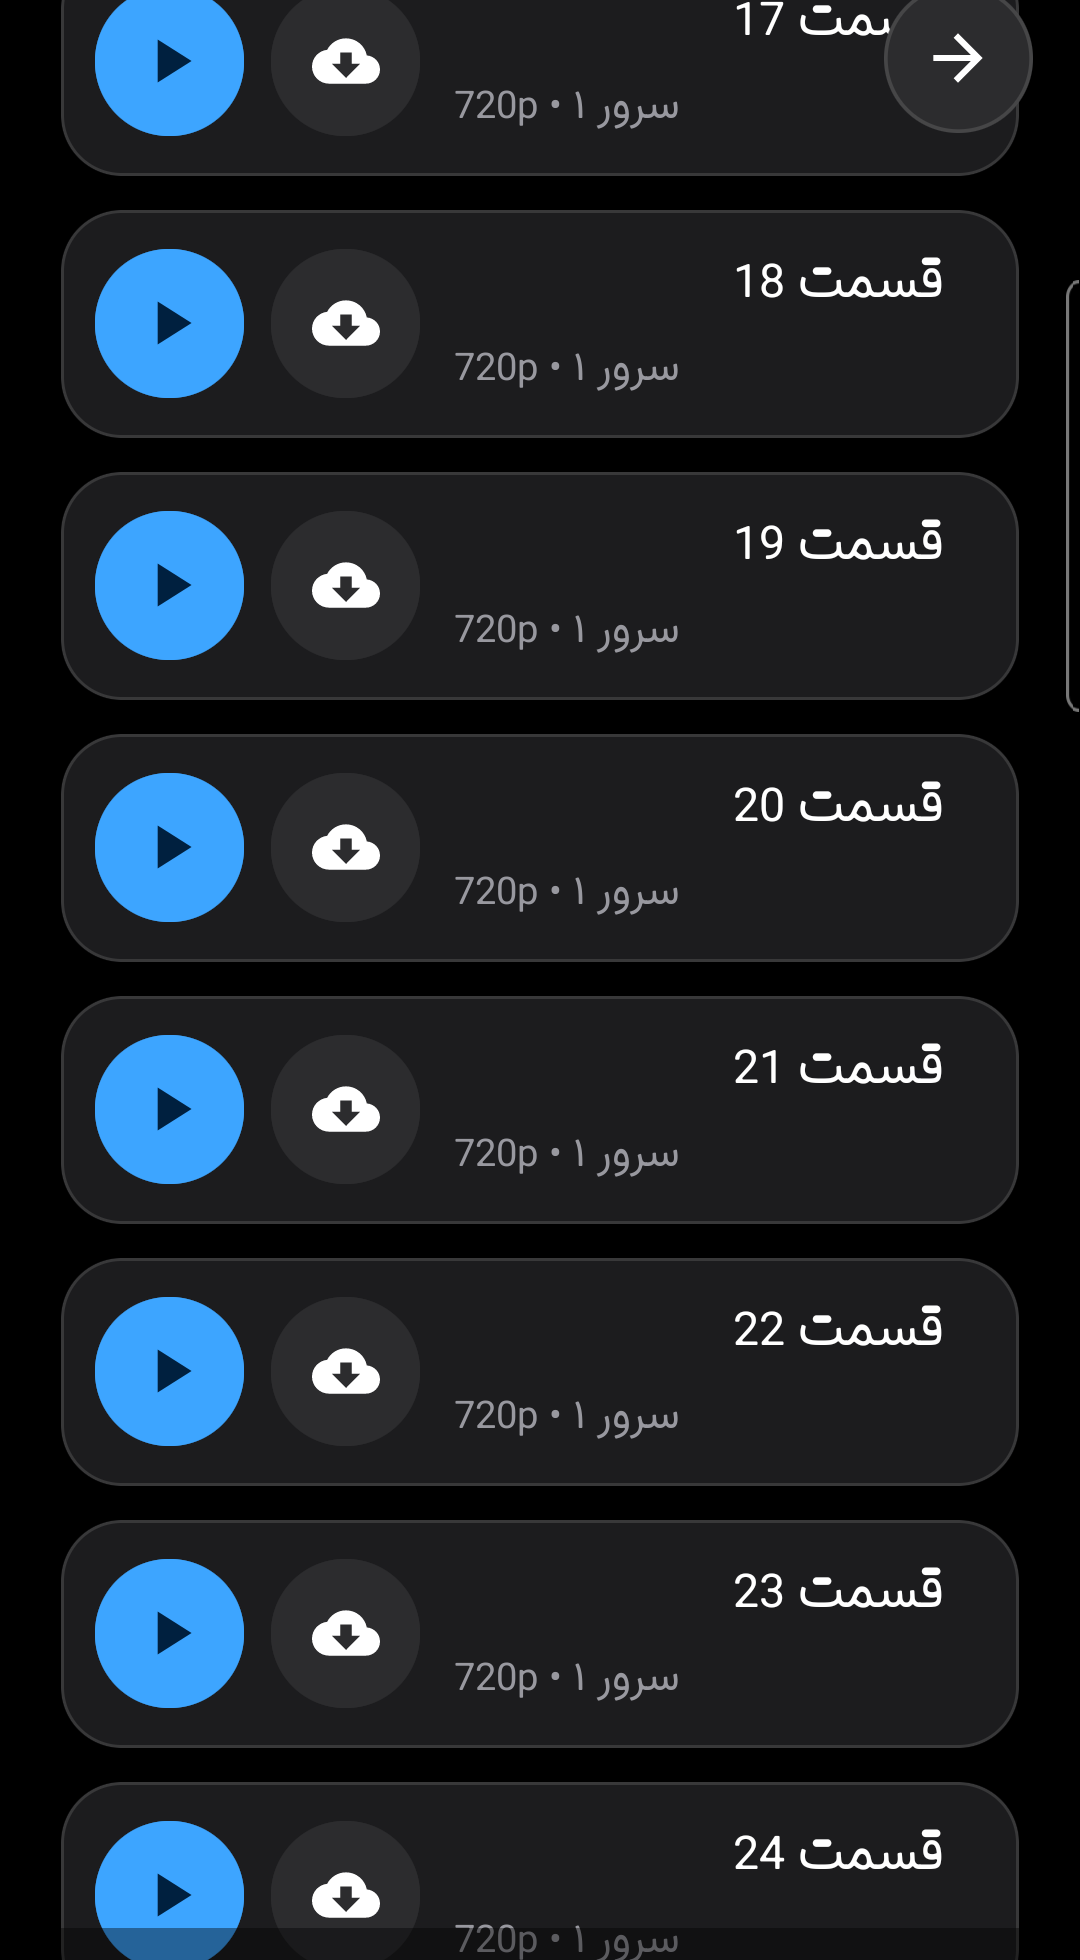 17
سرور ۱ • 720p
قسمت 18
سرور ۱ • 720p
قسمت 19
سرور ۱ • 720p
قسمت 20
سرور ۱ • 720p
قسمت 21
سرور ۱ • 720p
قسمت 22
سرور ۱ • 720p
قسمت 23
سرور ۱ • 720p
قسمت 24
سرور ۱ • 720p